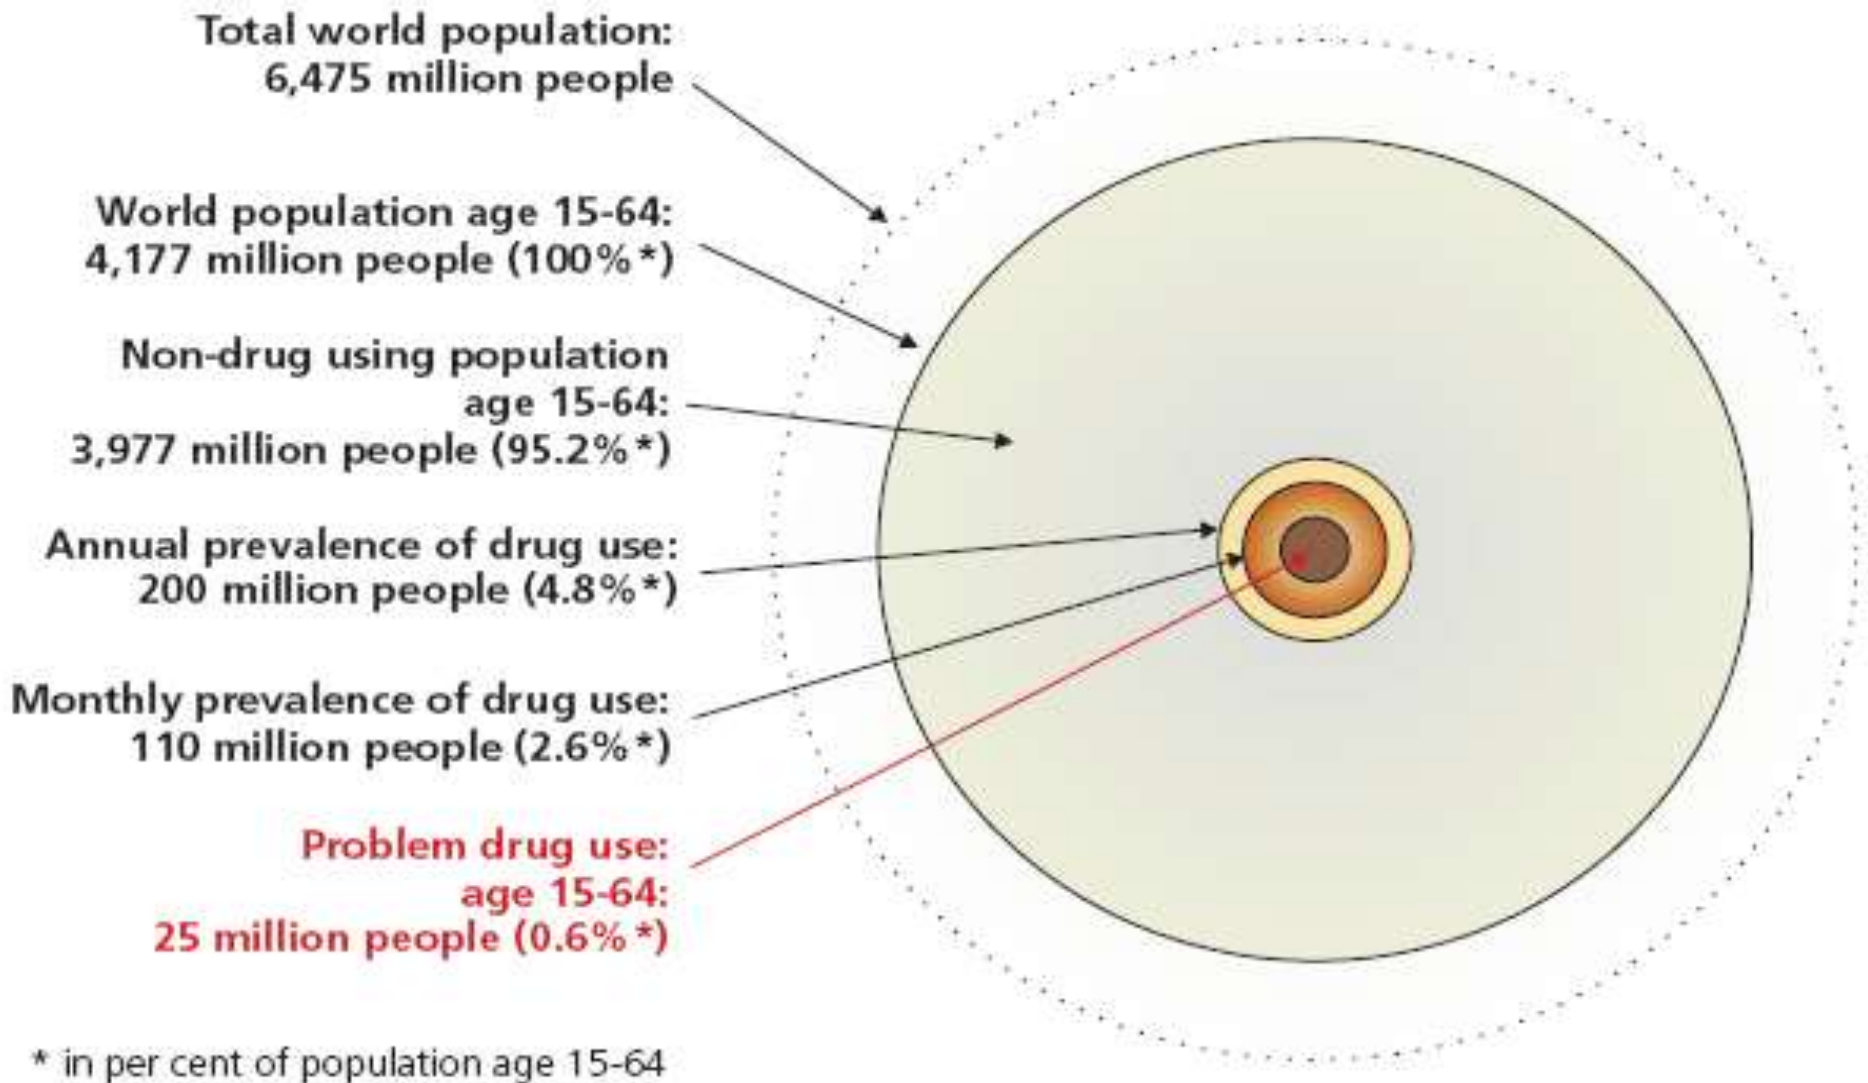 Total world population:
6,475 million people
World population age 15-64:
4,177 million people (100%*)
Non-drug using population
age 15-64:
3,977 million people (95.2%*)
Annual prevalence of drug use:
200 million people (4.8%*)
Monthly prevalence of drug use:
110 million people (2.6%*)
Problem drug use:
age 15-64:
25 million people (0.6%*)
* in per cent of population age 15-64